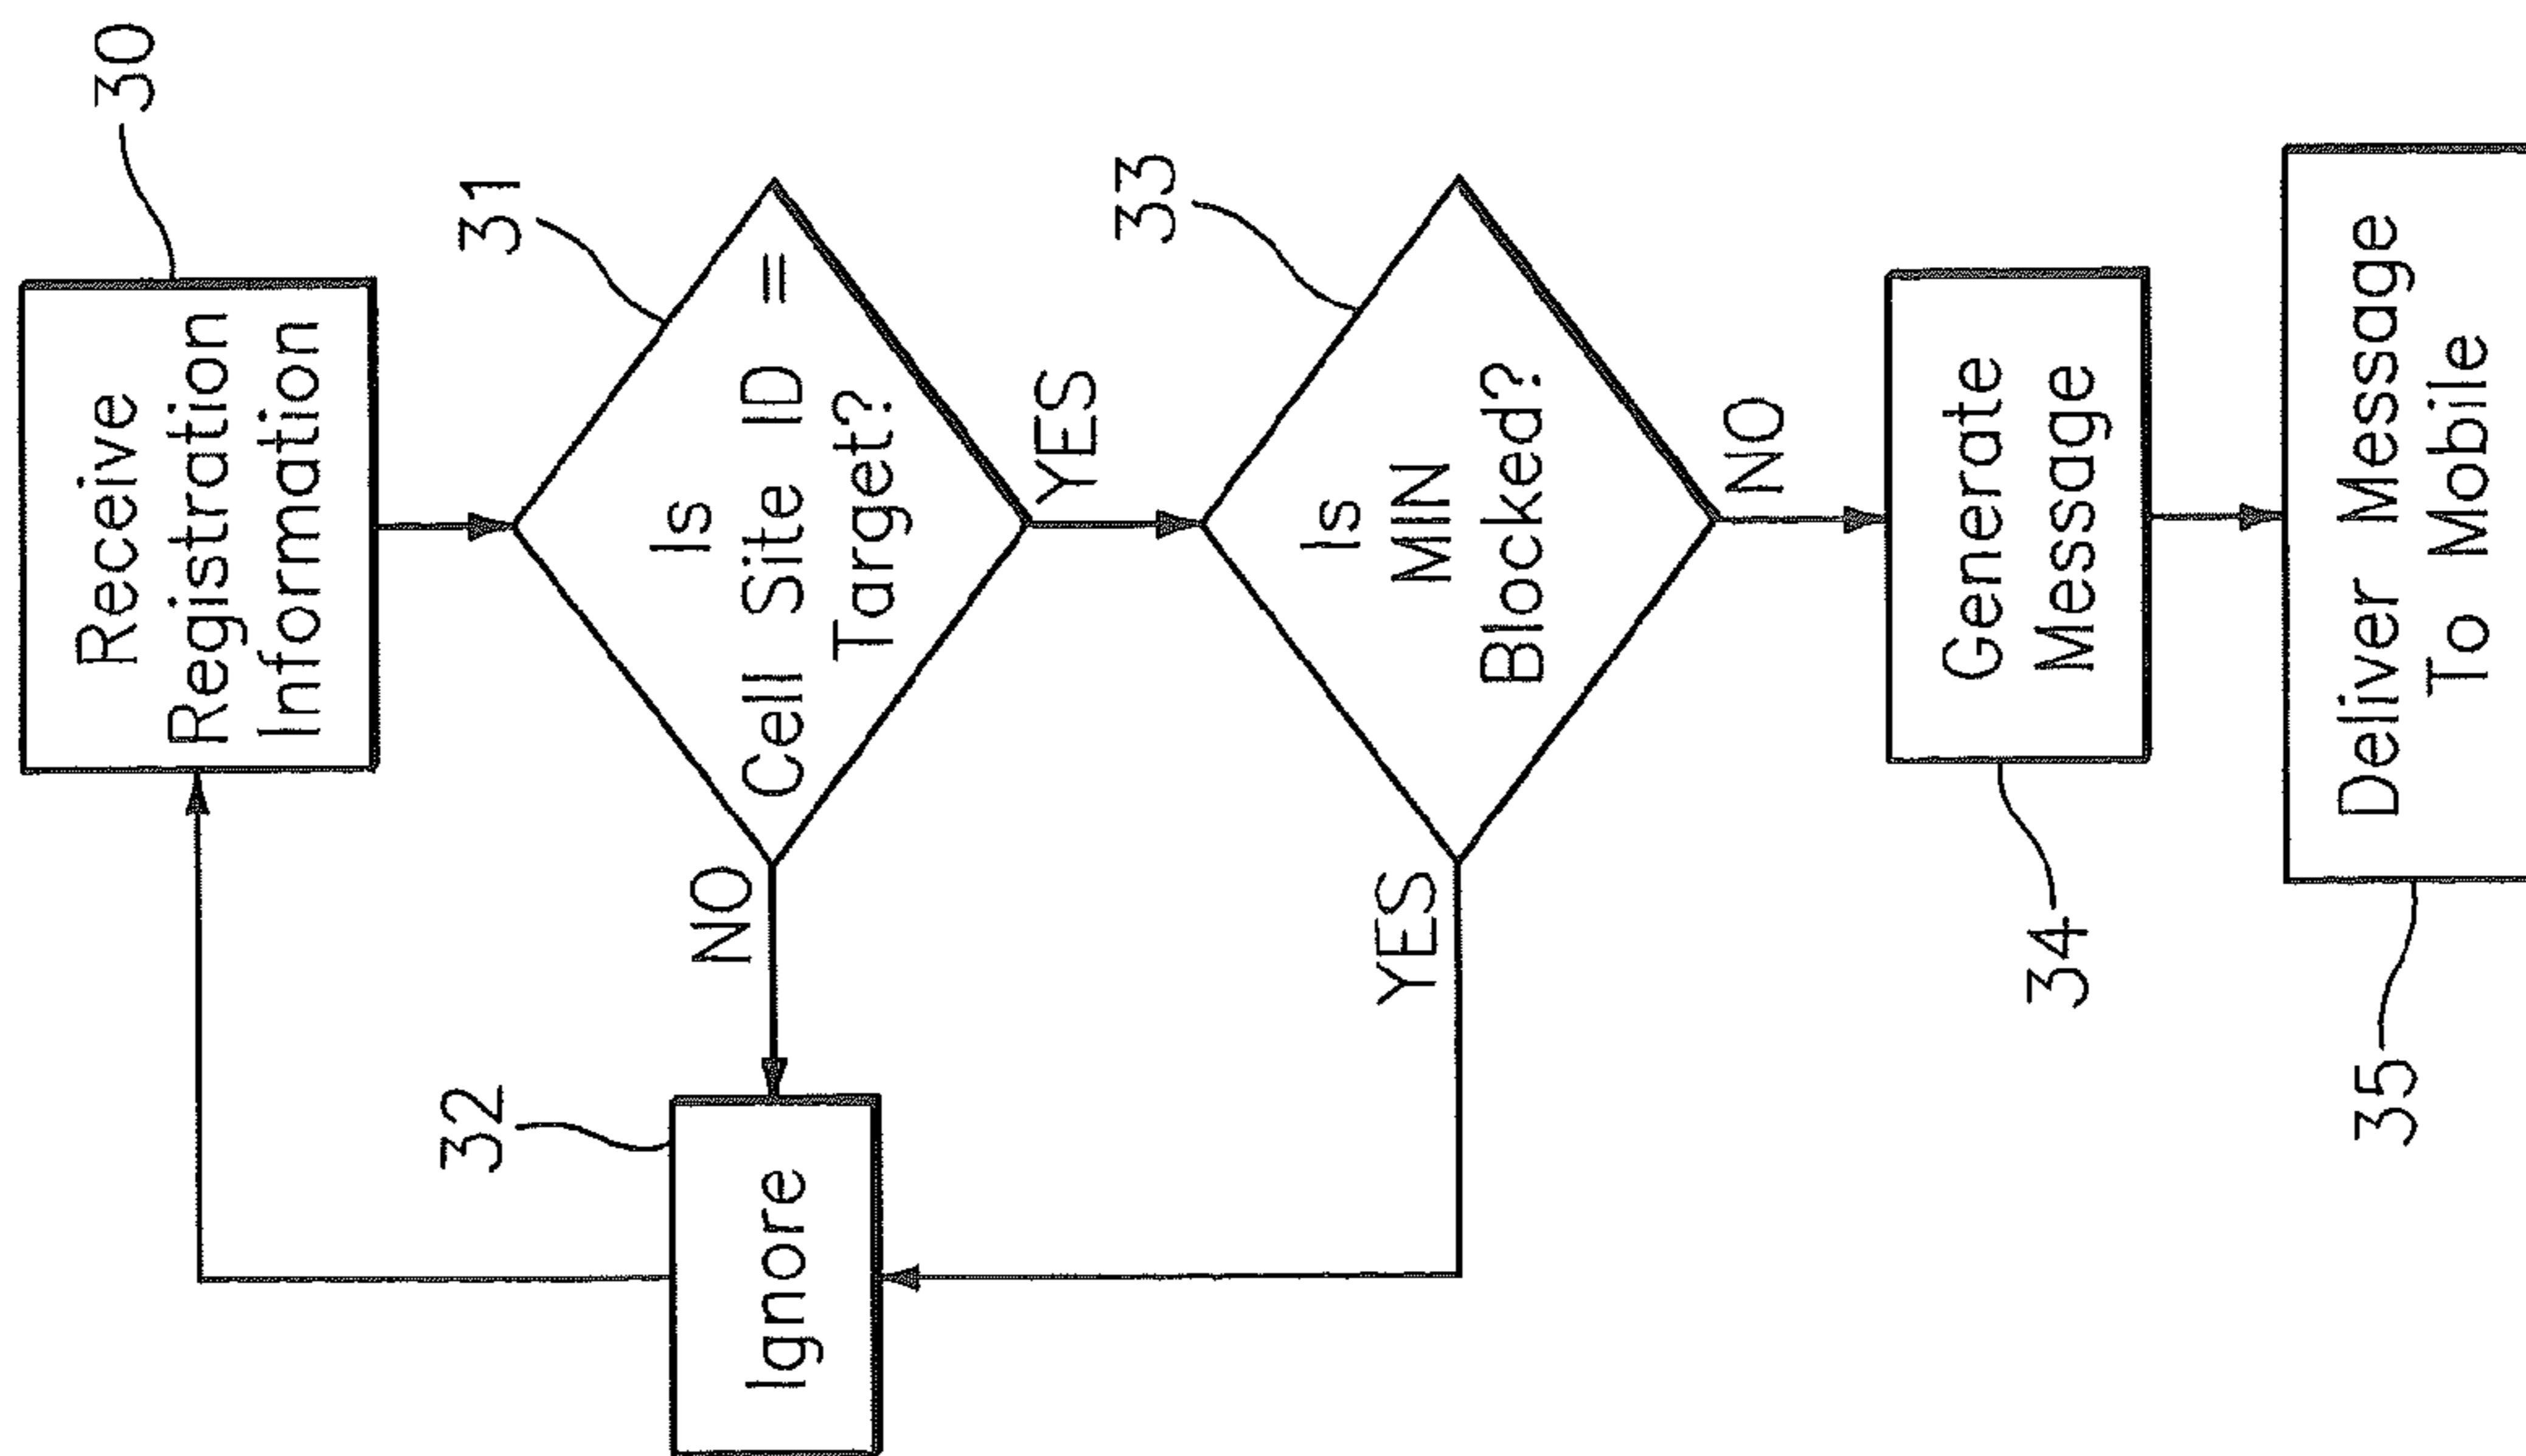 30
Receive
Registration
Information
31
Is
Cell Site ID =
Target?
NO
YES
32
Ignore
33
Is
MIN
Blocked?
YES
NO
34
Generate
Message
35
Deliver Message
To Mobile